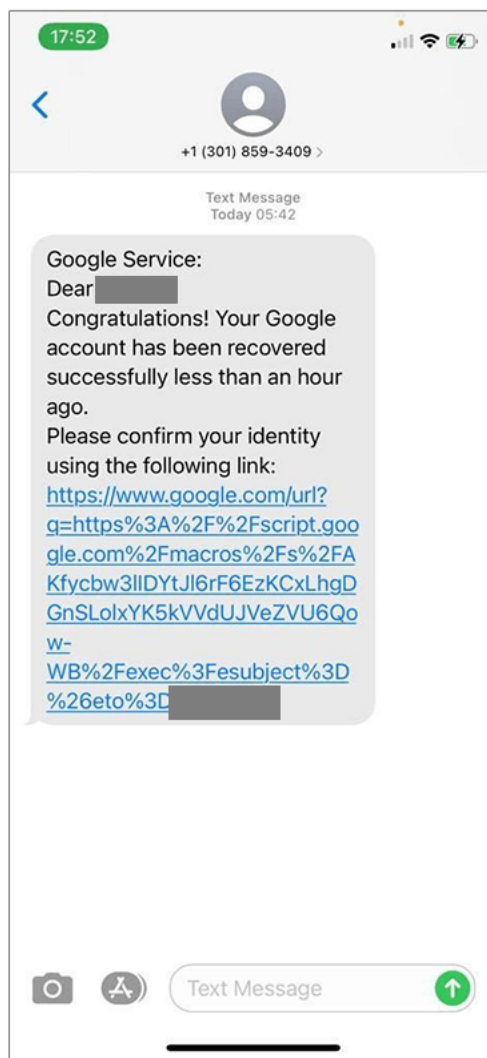 17:52
+1 (301) 859-3409 >
Text Message
Today 05:42
Google Service:
Dear
Congratulations! Your Google
account has been recovered
successfully less than an hour
ago.
Please confirm your identity
using the following link:
https://www.google.com/url?
q=https%3A%2F%2Fscript.goo
gle.com%2Fmacros%2Fs%2FA
Kfycbw3lIDYtJl6rF6EzKCxLhgD
GnSLolxYK5kVVdUJVeZVU6Qo
w-
WB%2Fexec%3Fesubject%3D
%26eto%3D
Text Message